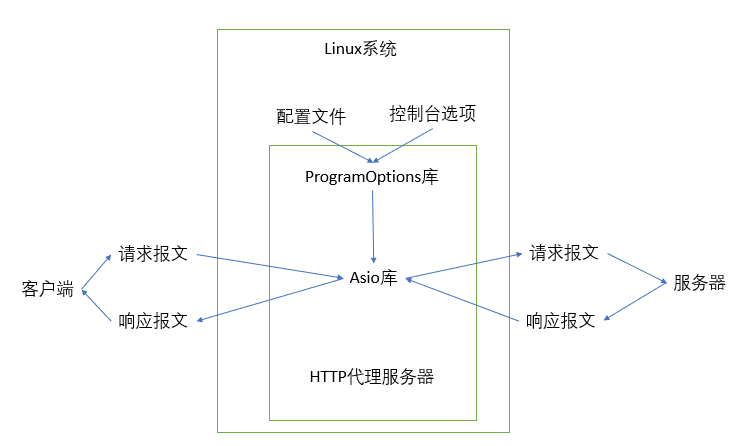 Linux系统
配置文件
控制台选项
ProgramOptions库
请求报文
请求报文
客户端
Asio库
服务器
响应报文
响应报文
HTTP代理服务器